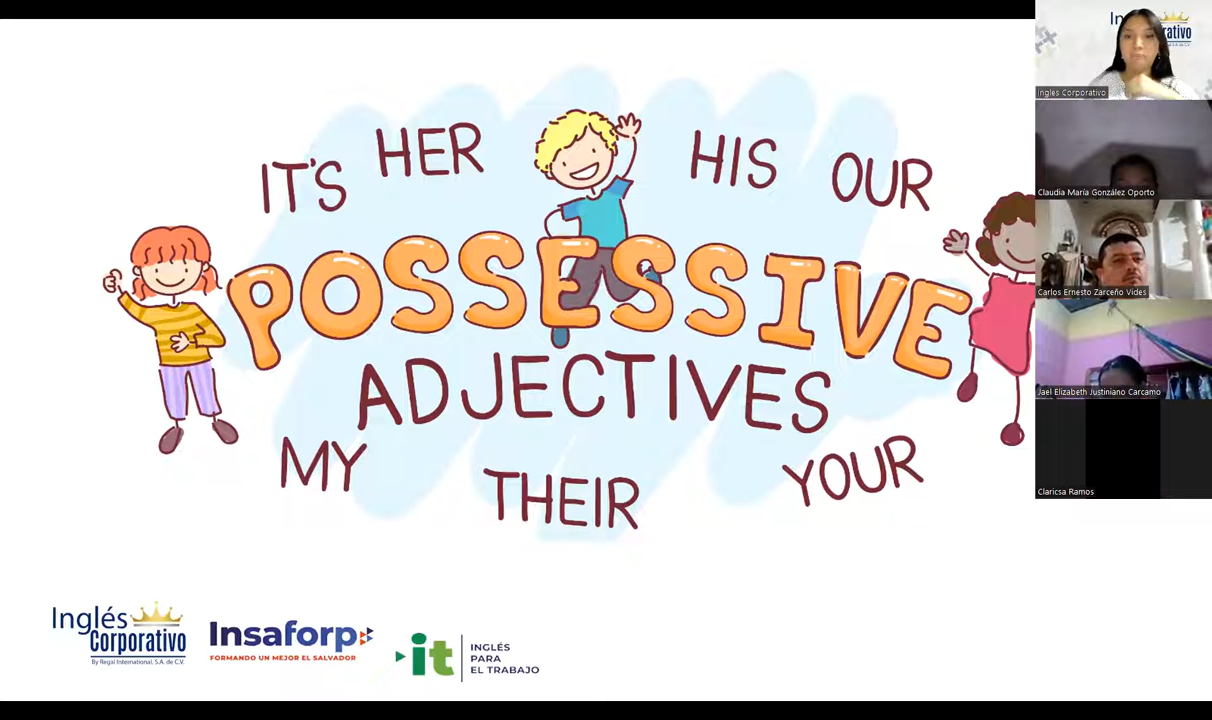 IT'S HER HIS OUR
POSSESSIVE
ADJECTIVES
MY THEIR YOUR
Inglés
Corporativo
By Regal International, S.A. de C.V.
Insaforp
FORMANDO UN MEJOR EL SALVADOR
it
INGLÉS
PARA
EL TRABAJO
Ingles Corporativo
Claudia María González Oporto
Carlos Ernesto Zarceño Vides
Jael Elizabeth Justiniano Carcamo
Claricsa Ramos